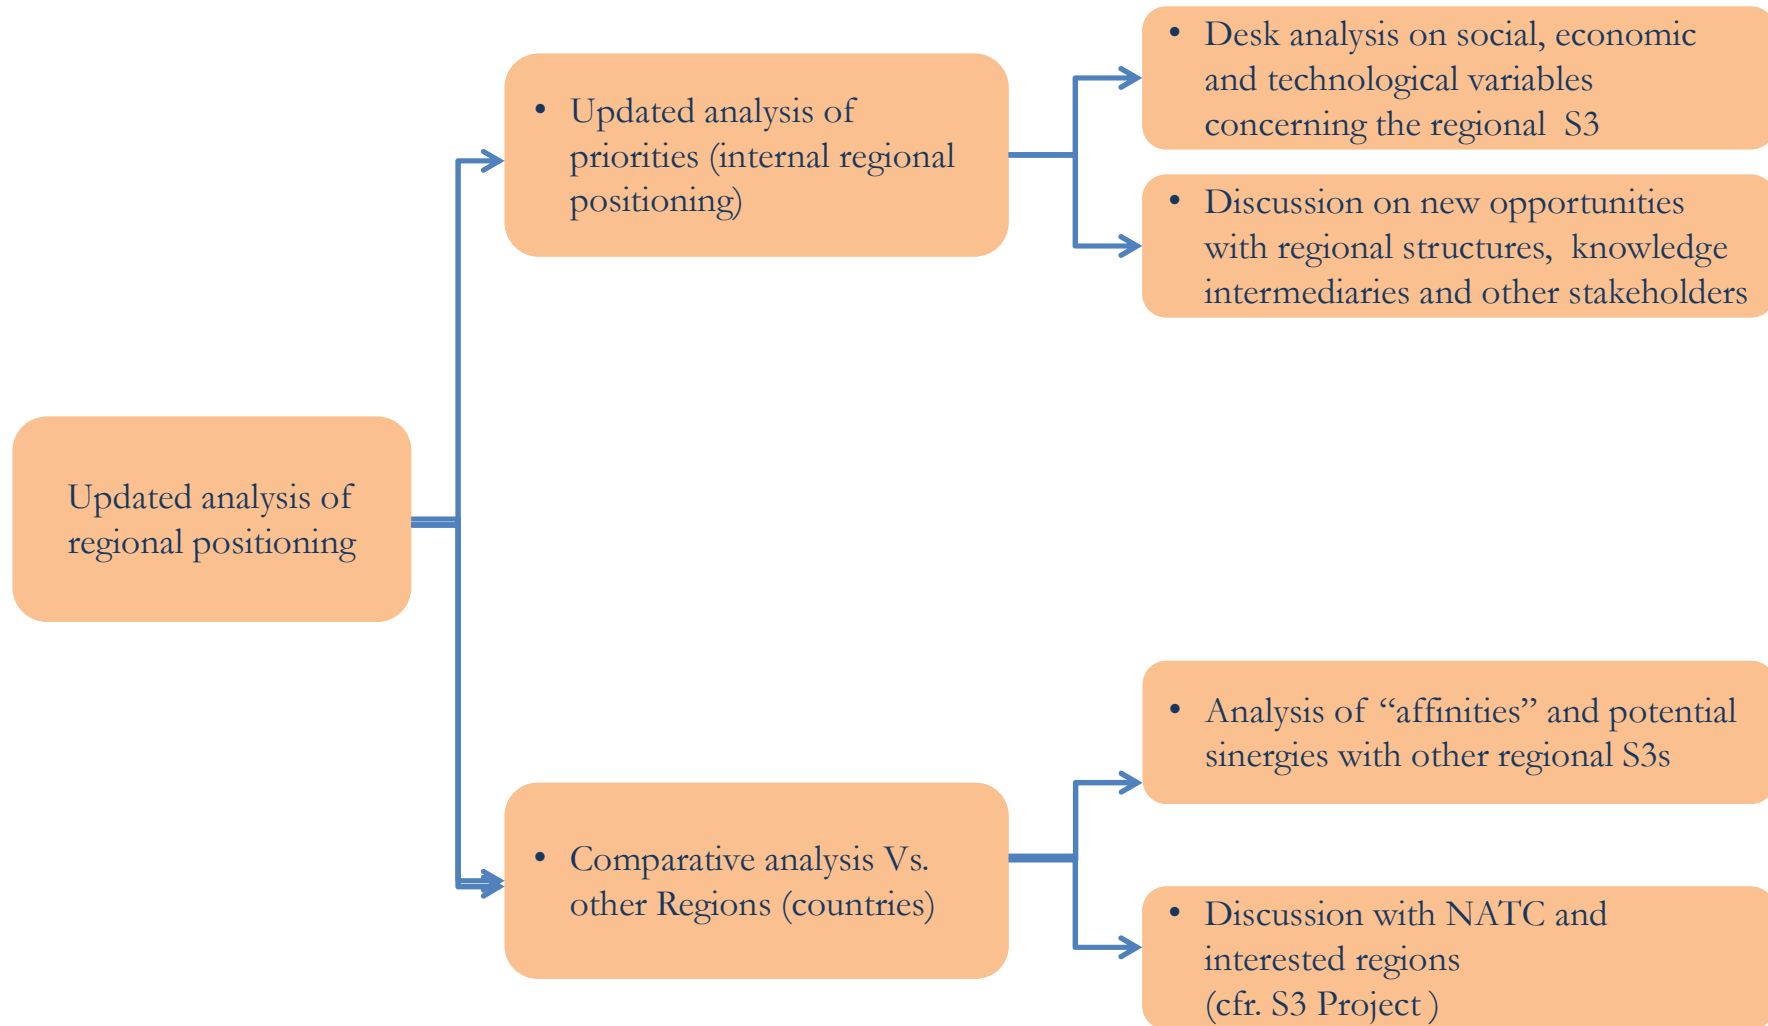 Updated analysis of
regional positioning
• Updated analysis of
priorities (internal regional
positioning)
• Desk analysis on social, economic
and technological variables
concerning the regional  S3
• Discussion on new opportunities
with regional structures,  knowledge
intermediaries and other stakeholders
• Comparative analysis Vs.
other Regions (countries)
• Analysis of “affinities” and potential
sinergies with other regional S3s
• Discussion with NATC and
interested regions
(cfr. S3 Project )